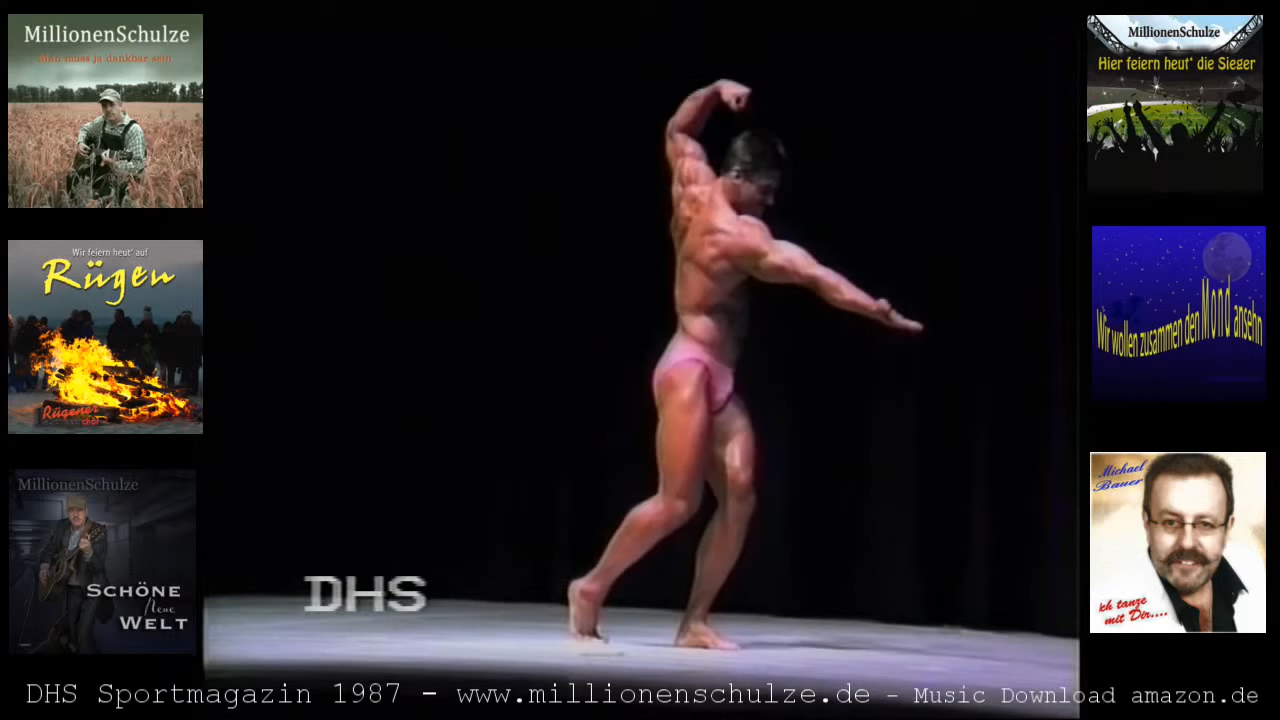 MillionenSchulze
Man muss ja dankbar sein
Wir feiern heut' auf
Rügen
Rügener
chor
MillionenSchulze
SCHÖNE
Neue
WELT
DHS
MillionenSchulze
Hier feiern heut' die Sieger
Wir wollen zusammen den Mond ansehn
Michael
Bauer
ich tanze
mit Dir....
DHS Sportmagazin 1987 - www.millionenschulze.de - Music Download amazon.de